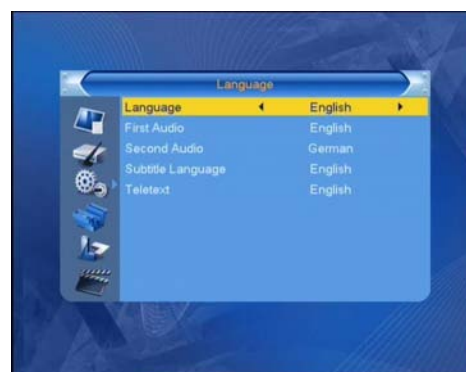 Language
Language English
First Audio English
Second Audio German
Subtitle Language English
Teletext English